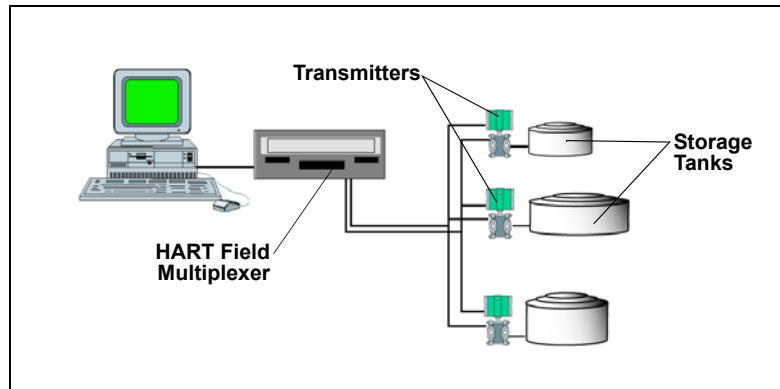 Transmitters
Storage
Tanks
HART Field
Multiplexer